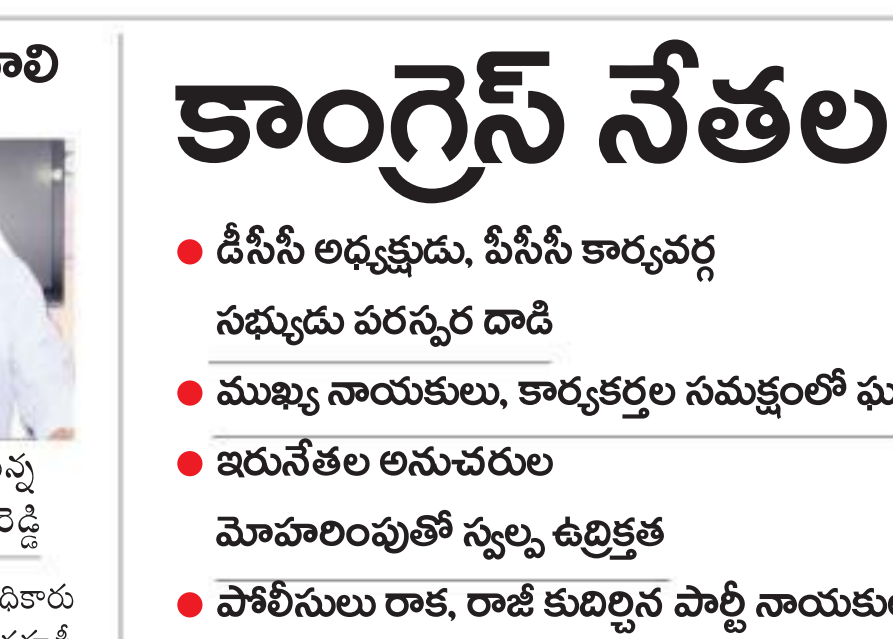 కాంగ్రెస్ నేతల
డీసీసీ అధ్యక్షుడు, పీసీసీ కార్యవర్గ
సభ్యుడు పరస్పర దాడి
ముఖ్య నాయకులు, కార్యకర్తల సమక్షంలో
ఇరునేతల అనుచరుల
మోహరింపుతో స్వల్ప ఉద్రిక్తత
పోలీసులు రాక, రాజీ కుదిర్చిన పార్టీ